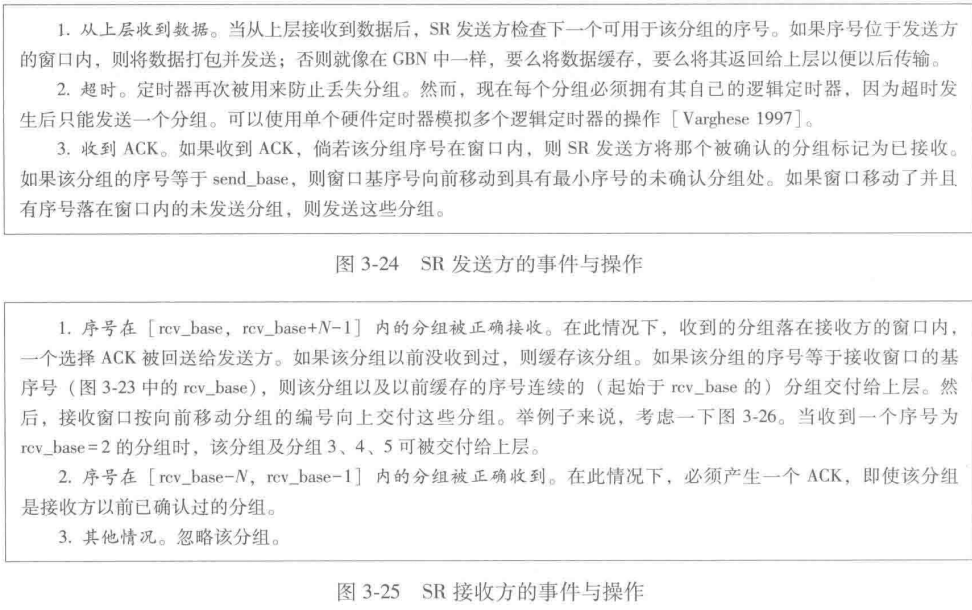 1. 从上层收到数据。当从上层接收到数据后，SR 发送方检查下一个可用于该分组的序号。如果序号位于发送方
的窗口内，则将数据打包并发送；否则就像在 GBN 中一样，要么将数据缓存，要么将其返回给上层以便以后传输。
2. 超时。定时器再次被用来防止丢失分组。然而，现在每个分组必须拥有其自己的逻辑定时器，因为超时发
生后只能发送一个分组。可以使用单个硬件定时器模拟多个逻辑定时器的操作［Varghese 1997］。
3. 收到 ACK。如果收到 ACK，倘若该分组序号在窗口内，则 SR 发送方将那个被确认的分组标记为已接收。
如果该分组的序号等于 send_base，则窗口基序号向前移动到具有最小序号的未确认分组处。如果窗口移动了并且
有序号落在窗口内的未发送分组，则发送这些分组。
图 3-24 SR 发送方的事件与操作
1. 序号在［rcv_base，rcv_base+N-1］内的分组被正确接收。在此情况下，收到的分组落在接收方的窗口内，
一个选择 ACK 被回送给发送方。如果该分组以前没收到过，则缓存该分组。如果该分组的序号等于接收窗口的基
序号（图 3-23 中的 rcv_base），则该分组以及以前缓存的序号连续的（起始于 rcv_base 的）分组交付给上层。然
后，接收窗口按向前移动分组的编号向上交付这些分组。举例子来说，考虑一下图 3-26。当收到一个序号为
rcv_base=2 的分组时，该分组及分组 3、4、5 可被交付给上层。
2. 序号在［rcv_base-N，rcv_base-1］内的分组被正确收到。在此情况下，必须产生一个 ACK，即使该分组
是接收方以前已确认过的分组。
3. 其他情况。忽略该分组。
图 3-25 SR 接收方的事件与操作